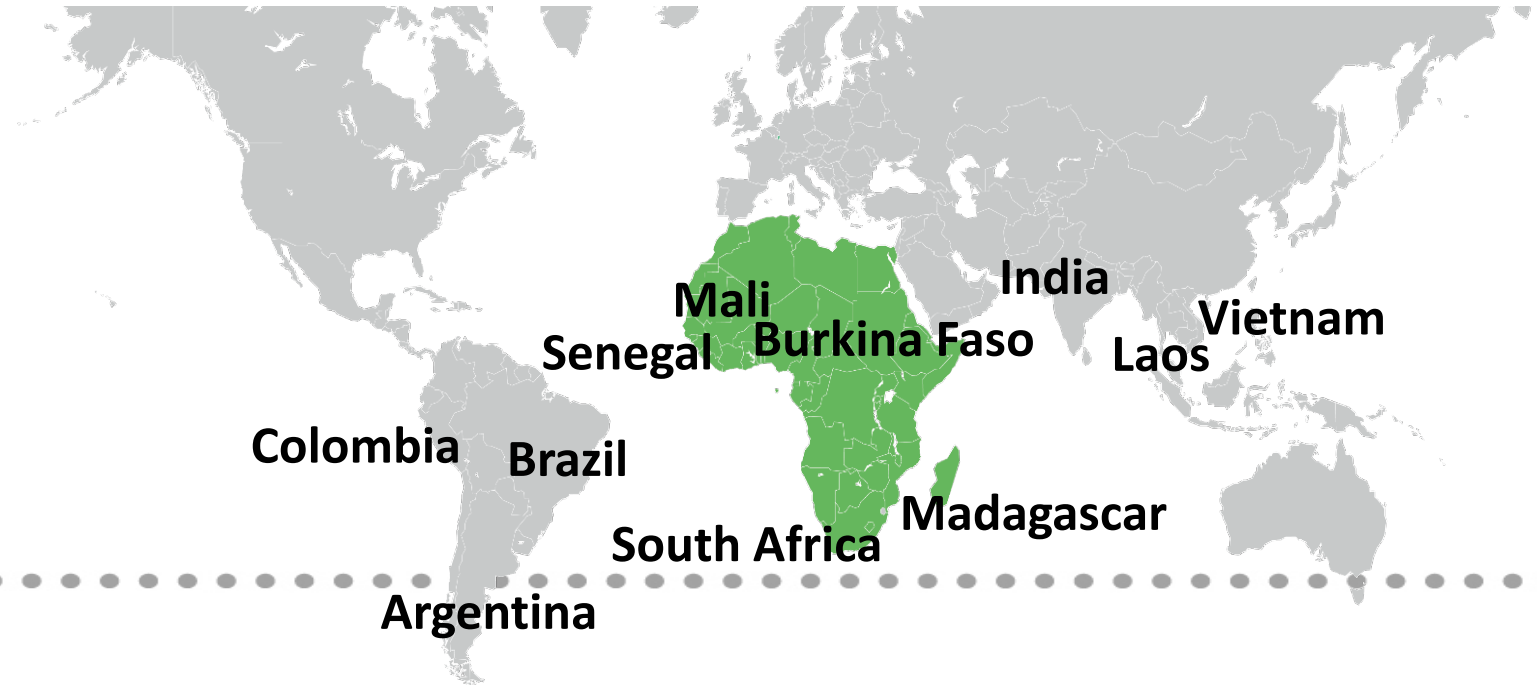 India
Mali
Vietnam
Burkina Faso
Senegal
Laos
Colombia
Brazil
Madagascar
South Africa
Argentina